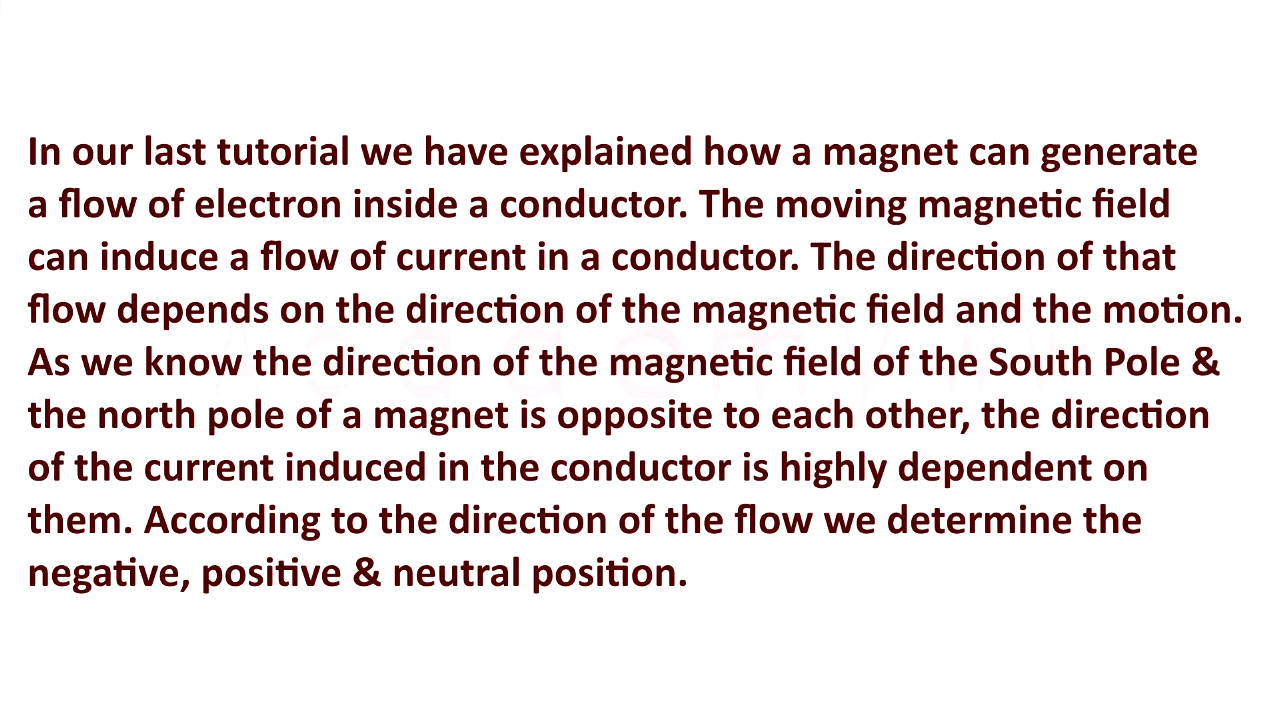 In our last tutorial we have explained how a magnet can generate
a flow of electron inside a conductor. The moving magnetic field
can induce a flow of current in a conductor. The direction of that
flow depends on the direction of the magnetic field and the motion.
As we know the direction of the magnetic field of the South Pole &
the north pole of a magnet is opposite to each other, the direction
of the current induced in the conductor is highly dependent on
them. According to the direction of the flow we determine the
negative, positive & neutral position.